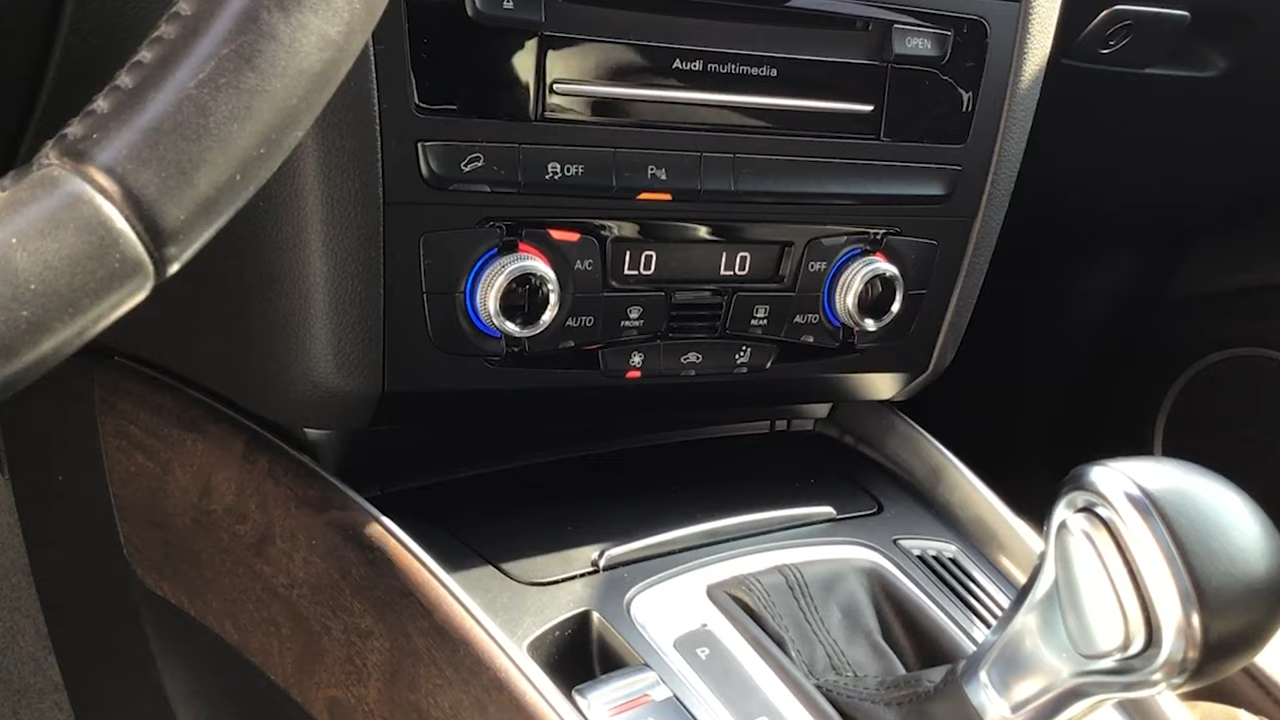 OPEN
Audi multimedia
OFF
P
A/C
LO
LO
OFF
AUTO
FRONT
REAR
AUTO
P